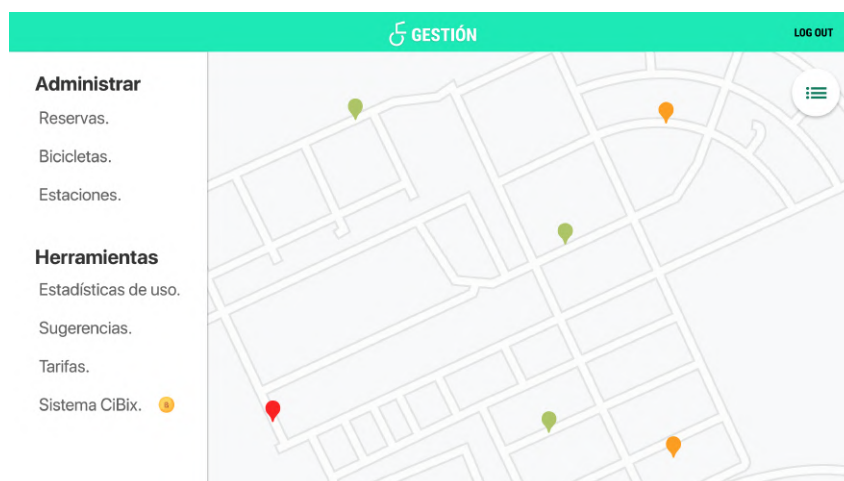 GESTIÓN
LOG OUT
Administrar
Reservas.
Bicicletas.
Estaciones.
Herramientas
Estadísticas de uso.
Sugerencias.
Tarifas.
Sistema CiBix.